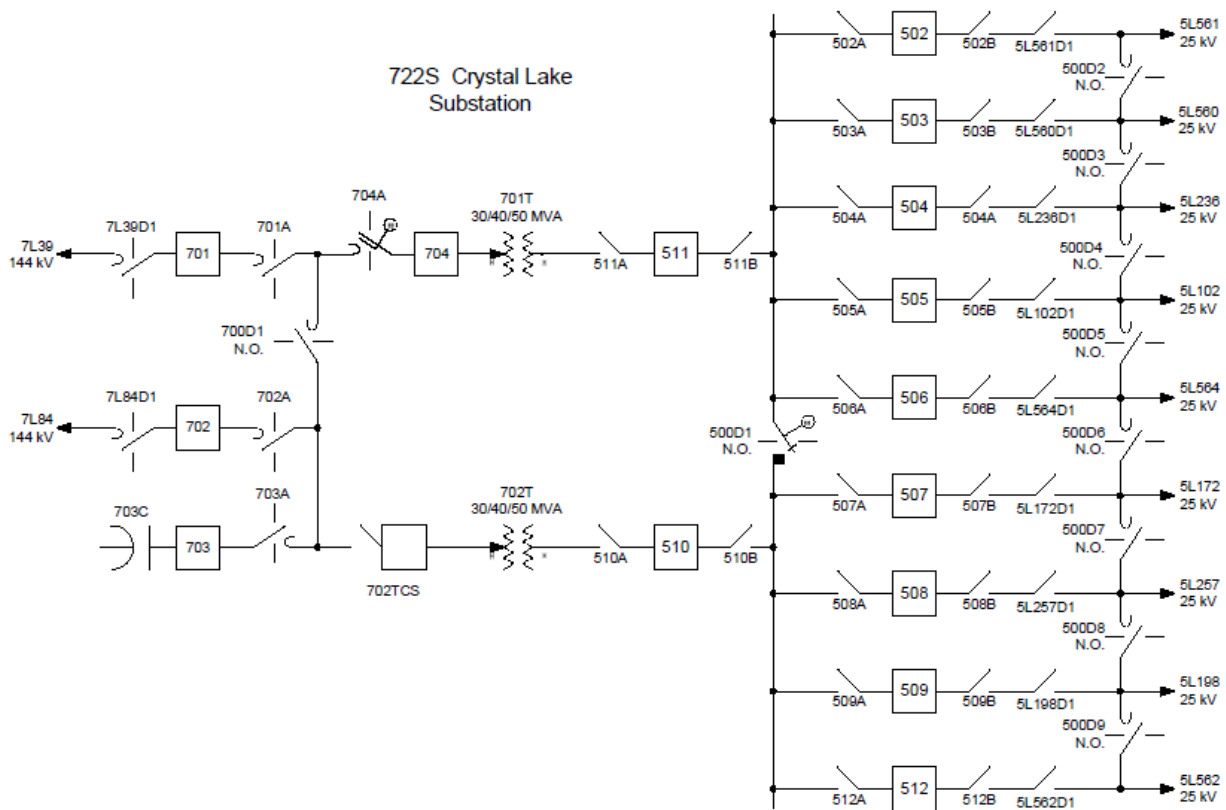 722S Crystal Lake
Substation
502A
502
502B
5L561D1
5L561
25 kV
500D2
N.O.
503A
503
503B
5L560D1
5L560
25 kV
500D3
N.O.
504A
504
504A
5L236D1
5L236
25 kV
500D4
N.O.
7L39
144 kV
7L39D1
701
701A
704A
m
704
701T
30/40/50 MVA
H
x
511A
511
511B
505A
505
505B
5L102D1
5L102
25 kV
500D5
N.O.
700D1
N.O.
506A
506
506B
5L564D1
5L564
25 kV
500D6
N.O.
7L84
144 kV
7L84D1
702
702A
500D1
N.O.
m
507A
507
507B
5L172D1
5L172
25 kV
500D7
N.O.
703C
703
703A
702TCS
702T
30/40/50 MVA
H
x
510A
510
510B
508A
508
508B
5L257D1
5L257
25 kV
500D8
N.O.
509A
509
509B
5L198D1
5L198
25 kV
500D9
N.O.
512A
512
512B
5L562D1
5L562
25 kV